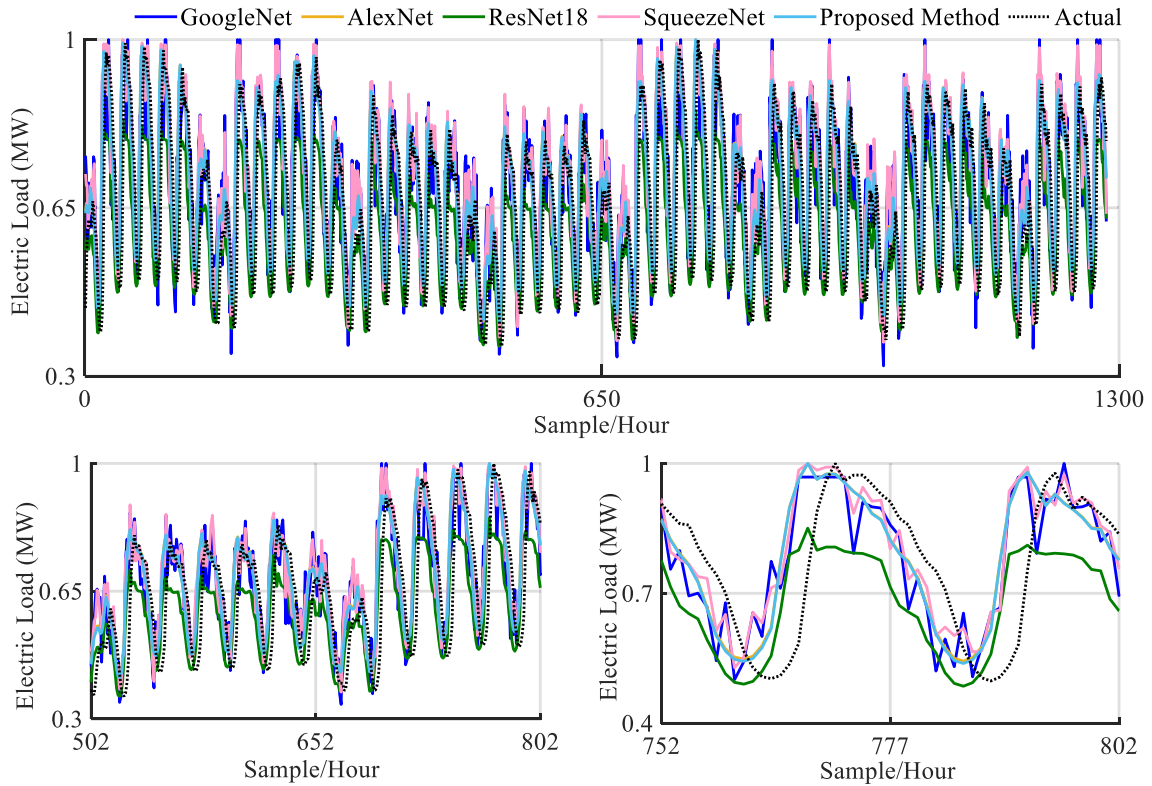 GoogleNet AlexNet ResNet18 SqueezeNet Proposed Method Actual
1
0.65
0.3
Electric Load (MW)
0 650 1300
Sample/Hour
1
0.65
0.3
Electric Load (MW)
502 652 802
Sample/Hour
1
0.7
0.4
Electric Load (MW)
752 777 802
Sample/Hour